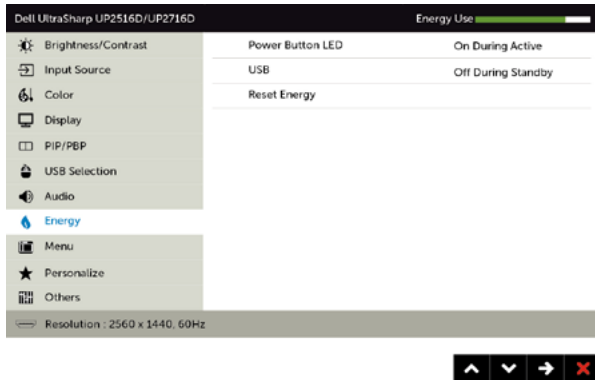 Dell UltraSharp UP2516D/UP2716D Energy Use
Brightness/Contrast Power Button LED On During Active
Input Source USB Off During Standby
Color Reset Energy
Display
PIP/PBP
USB Selection
Audio
Energy
Menu
Personalize
Others
Resolution : 2560 x 1440, 60Hz